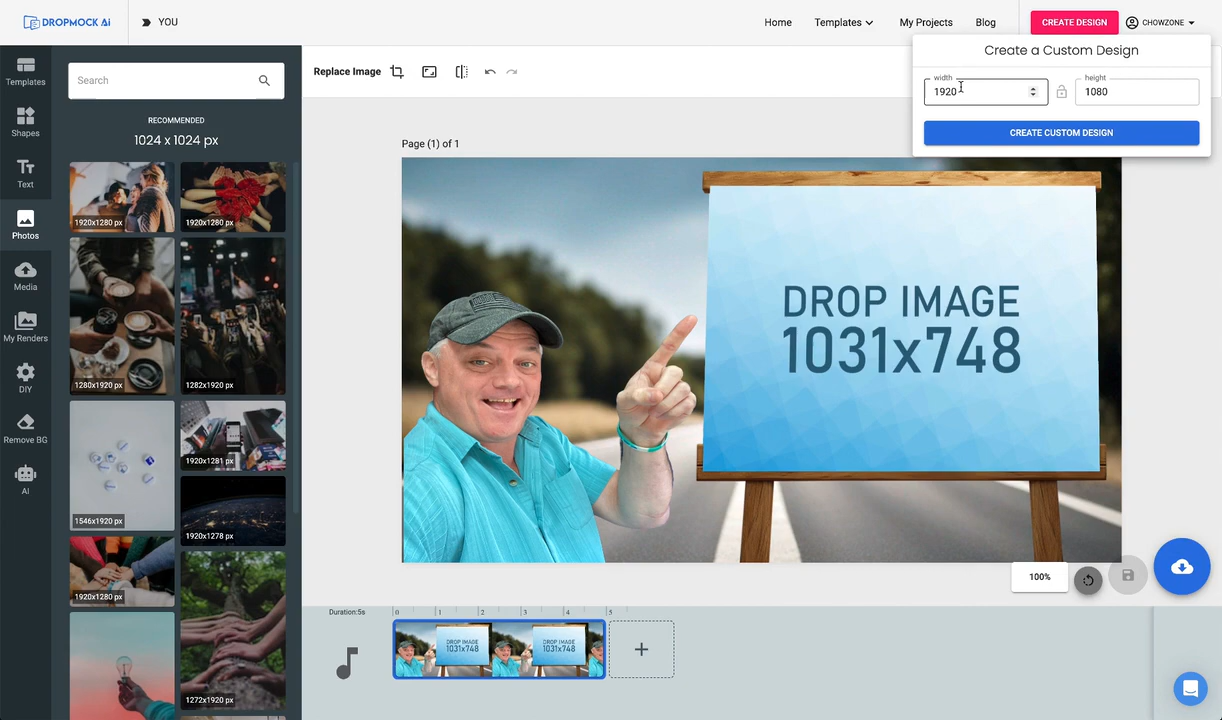 DROPMOCK Ai
YOU
Home
Templates
My Projects
Blog
CREATE DESIGN
CHOWZONE
Create a Custom Design
width
1920
height
1080
CREATE CUSTOM DESIGN
Templates
Shapes
Text
Photos
Media
My Renders
DIY
Remove BG
AI
Search
RECOMMENDED
1024 x 1024 px
1920x1280 px
1920x1280 px
1280x1920 px
1282x1920 px
1920x1281 px
1546x1920 px
1920x1278 px
1920x1280 px
1272x1920 px
Replace Image
Page (1) of 1
DROP IMAGE
1031x748
100%
Duration:5s
0
1
2
3
4
5
DROP IMAGE
1031x748
DROP IMAGE
1031x748